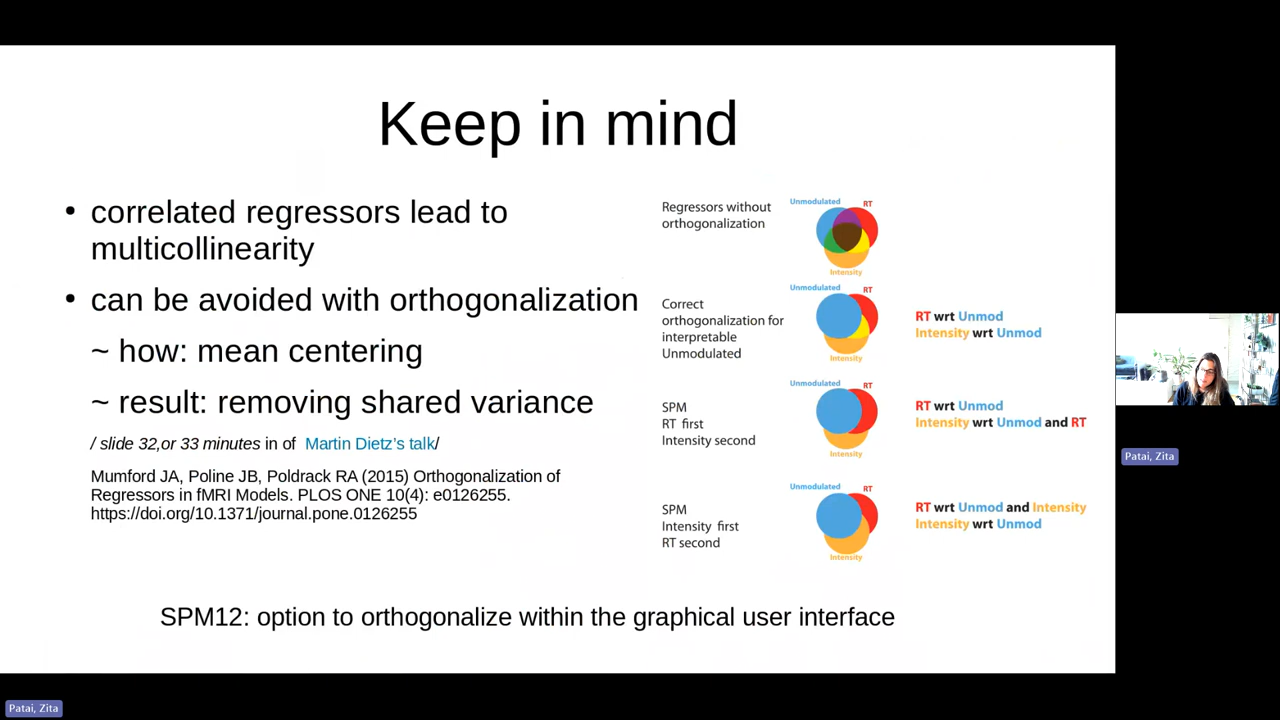 Keep in mind
• correlated regressors lead to
multicollinearity
• can be avoided with orthogonalization
~ how: mean centering
~ result: removing shared variance
/ slide 32,or 33 minutes in of Martin Dietz's talk/
Mumford JA, Poline JB, Poldrack RA (2015) Orthogonalization of
Regressors in fMRI Models. PLOS ONE 10(4): e0126255.
https://doi.org/10.1371/journal.pone.0126255
Regressors without
orthogonalization
Unmodulated
RT
Intensity
Correct
orthogonalization for
interpretable
Unmodulated
Unmodulated
RT
Intensity
RT wrt Unmod
Intensity wrt Unmod
SPM
RT first
Intensity second
Unmodulated
RT
Intensity
RT wrt Unmod
Intensity wrt Unmod and RT
SPM
Intensity first
RT second
Unmodulated
RT
Intensity
RT wrt Unmod and Intensity
Intensity wrt Unmod
SPM12: option to orthogonalize within the graphical user interface
Patai, Zita
Patai, Zita